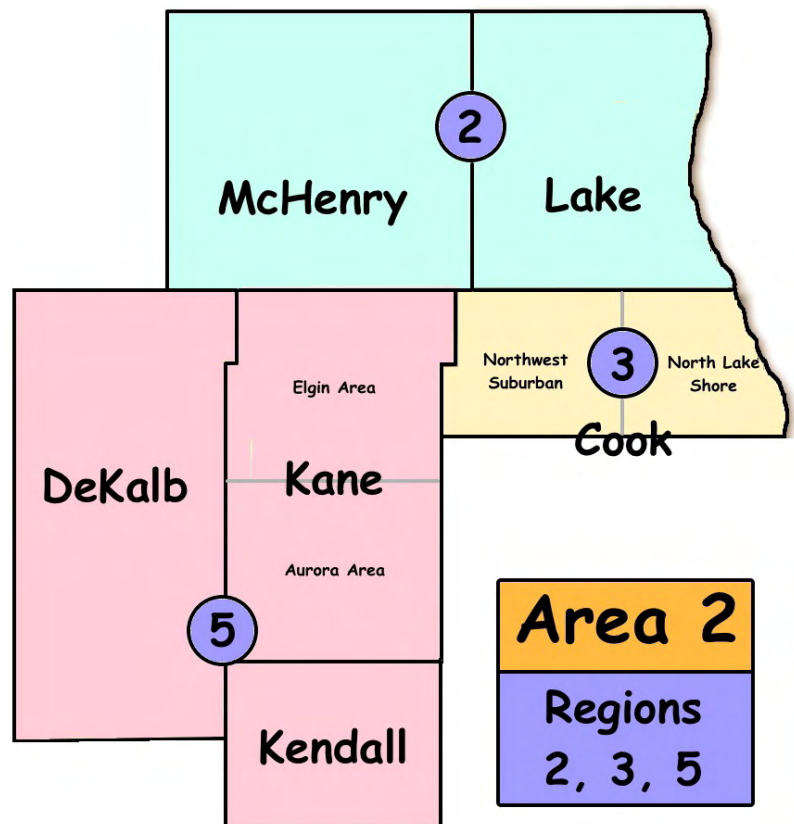 2
McHenry
Lake
Northwest
Suburban
3
North Lake
Shore
Cook
Elgin Area
DeKalb
Kane
Aurora Area
5
Kendall
Area 2
Regions
2, 3, 5